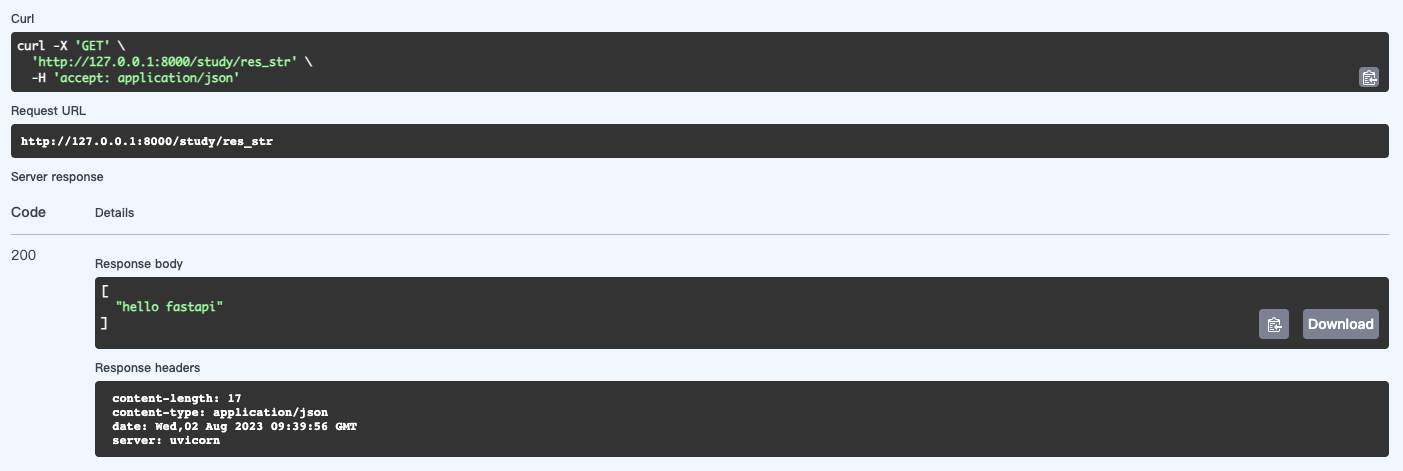 Curl
curl -X 'GET' \
'http://127.0.0.1:8000/study/res_str' \
-H 'accept: application/json'
Request URL
http://127.0.0.1:8000/study/res_str
Server response
Code Details
200
Response body
[
"hello fastapi"
]
Download
Response headers
content-length: 17
content-type: application/json
date: Wed,02 Aug 2023 09:39:56 GMT
server: uvicorn